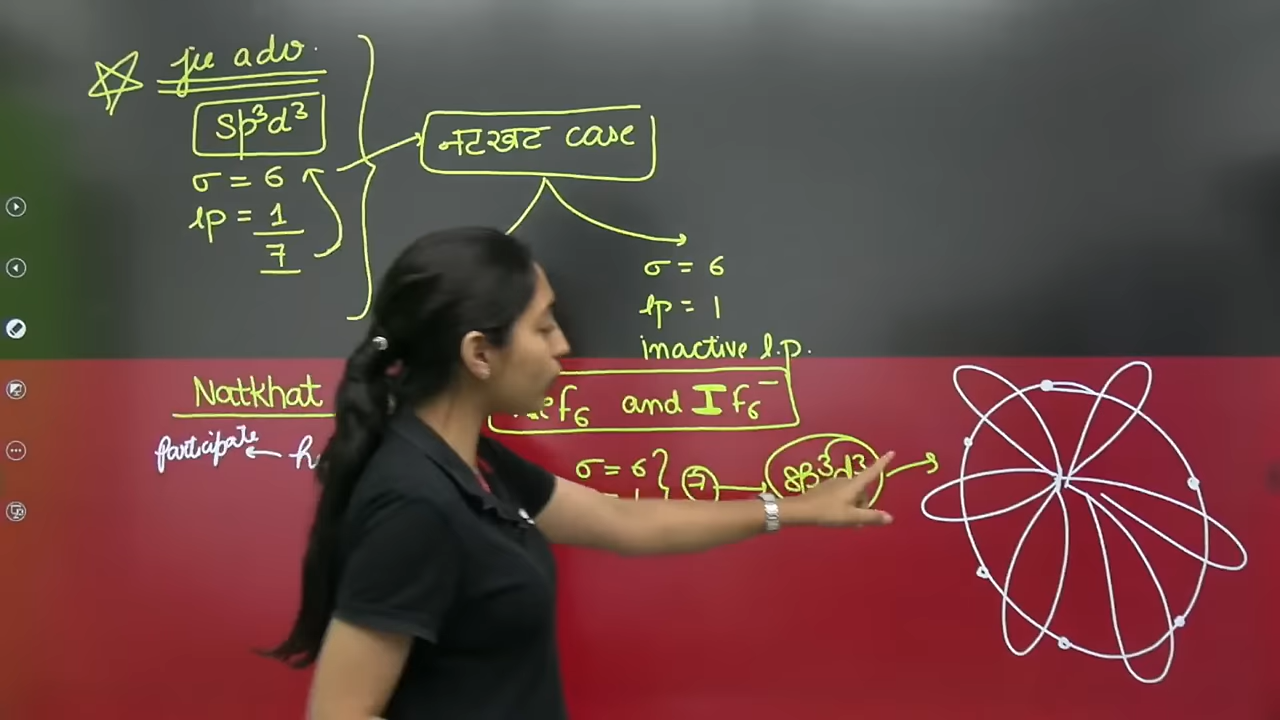 jee adv.
sp³d³
σ = 6
lp = 1
7
नटखट case
σ = 6
lp = 1
inactive l.p.
Natkhat
f₆ and If₆⁻
participate ←
σ = 6
7 → sp³d³ →